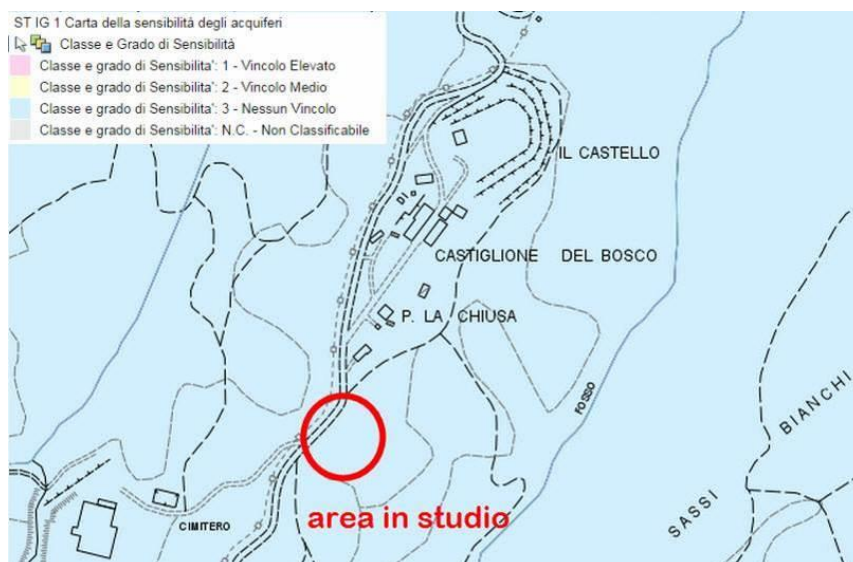 ST IG 1 Carta della sensibilità degli acquiferi
Classe e Grado di Sensibilità
Classe e grado di Sensibilita': 1 - Vincolo Elevato
Classe e grado di Sensibilita': 2 - Vincolo Medio
Classe e grado di Sensibilita': 3 - Nessun Vincolo
Classe e grado di Sensibilita': N.C. - Non Classificabile
IL CASTELLO
DI
CASTIGLIONE DEL BOSCO
P. LA CHIUSA
FOSSO
BIANCHI
SASSI
area in studio
CIMITERO